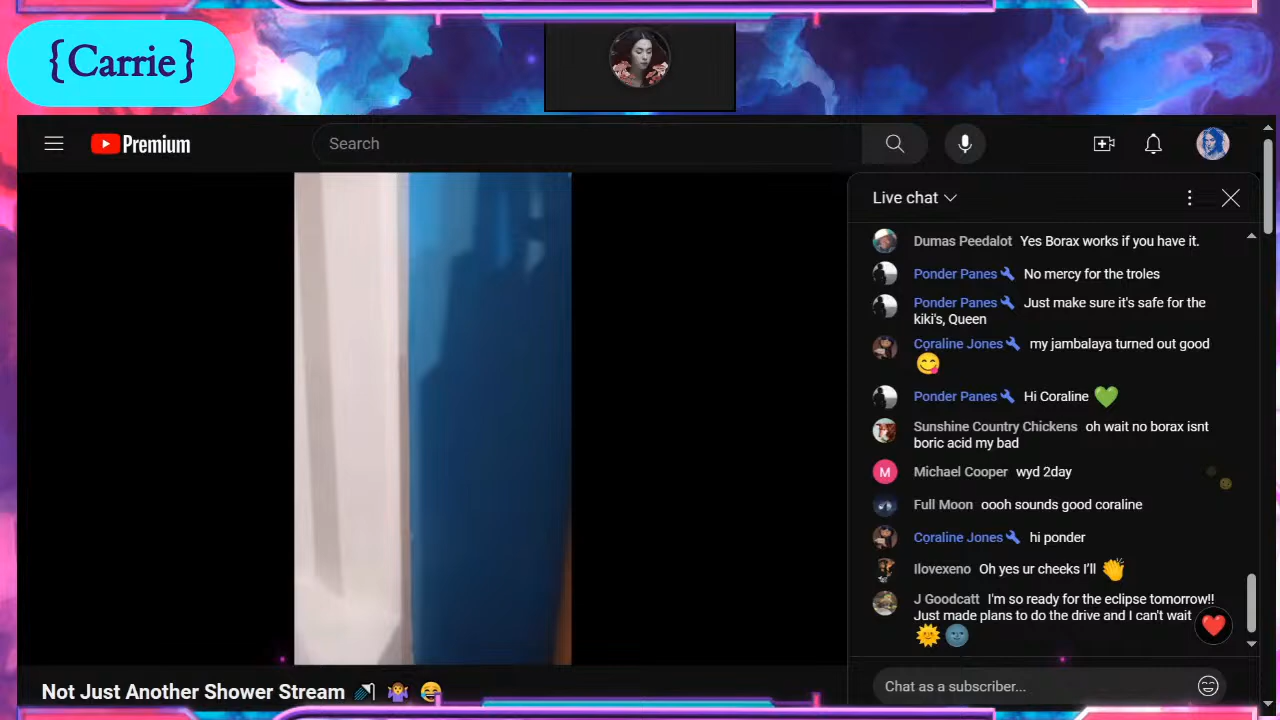 {Carrie}
Premium
Search
Live chat
Dumas Peedalot Yes Borax works if you have it.
Ponder Panes No mercy for the troles
Ponder Panes Just make sure it's safe for the
kiki's, Queen
Coraline Jones my jambalaya turned out good
😋
Ponder Panes Hi Coraline 💚
Sunshine Country Chickens oh wait no borax isnt
boric acid my bad
M
Michael Cooper wyd 2day
Full Moon oooh sounds good coraline
Coraline Jones hi ponder
Ilovexeno Oh yes ur cheeks I'll 👏
J Goodcatt I'm so ready for the eclipse tomorrow!!
Just made plans to do the drive and I can't wait
🌞🌚
Not Just Another Shower Stream 🚿 🤷‍♀️ 😂
Chat as a subscriber...